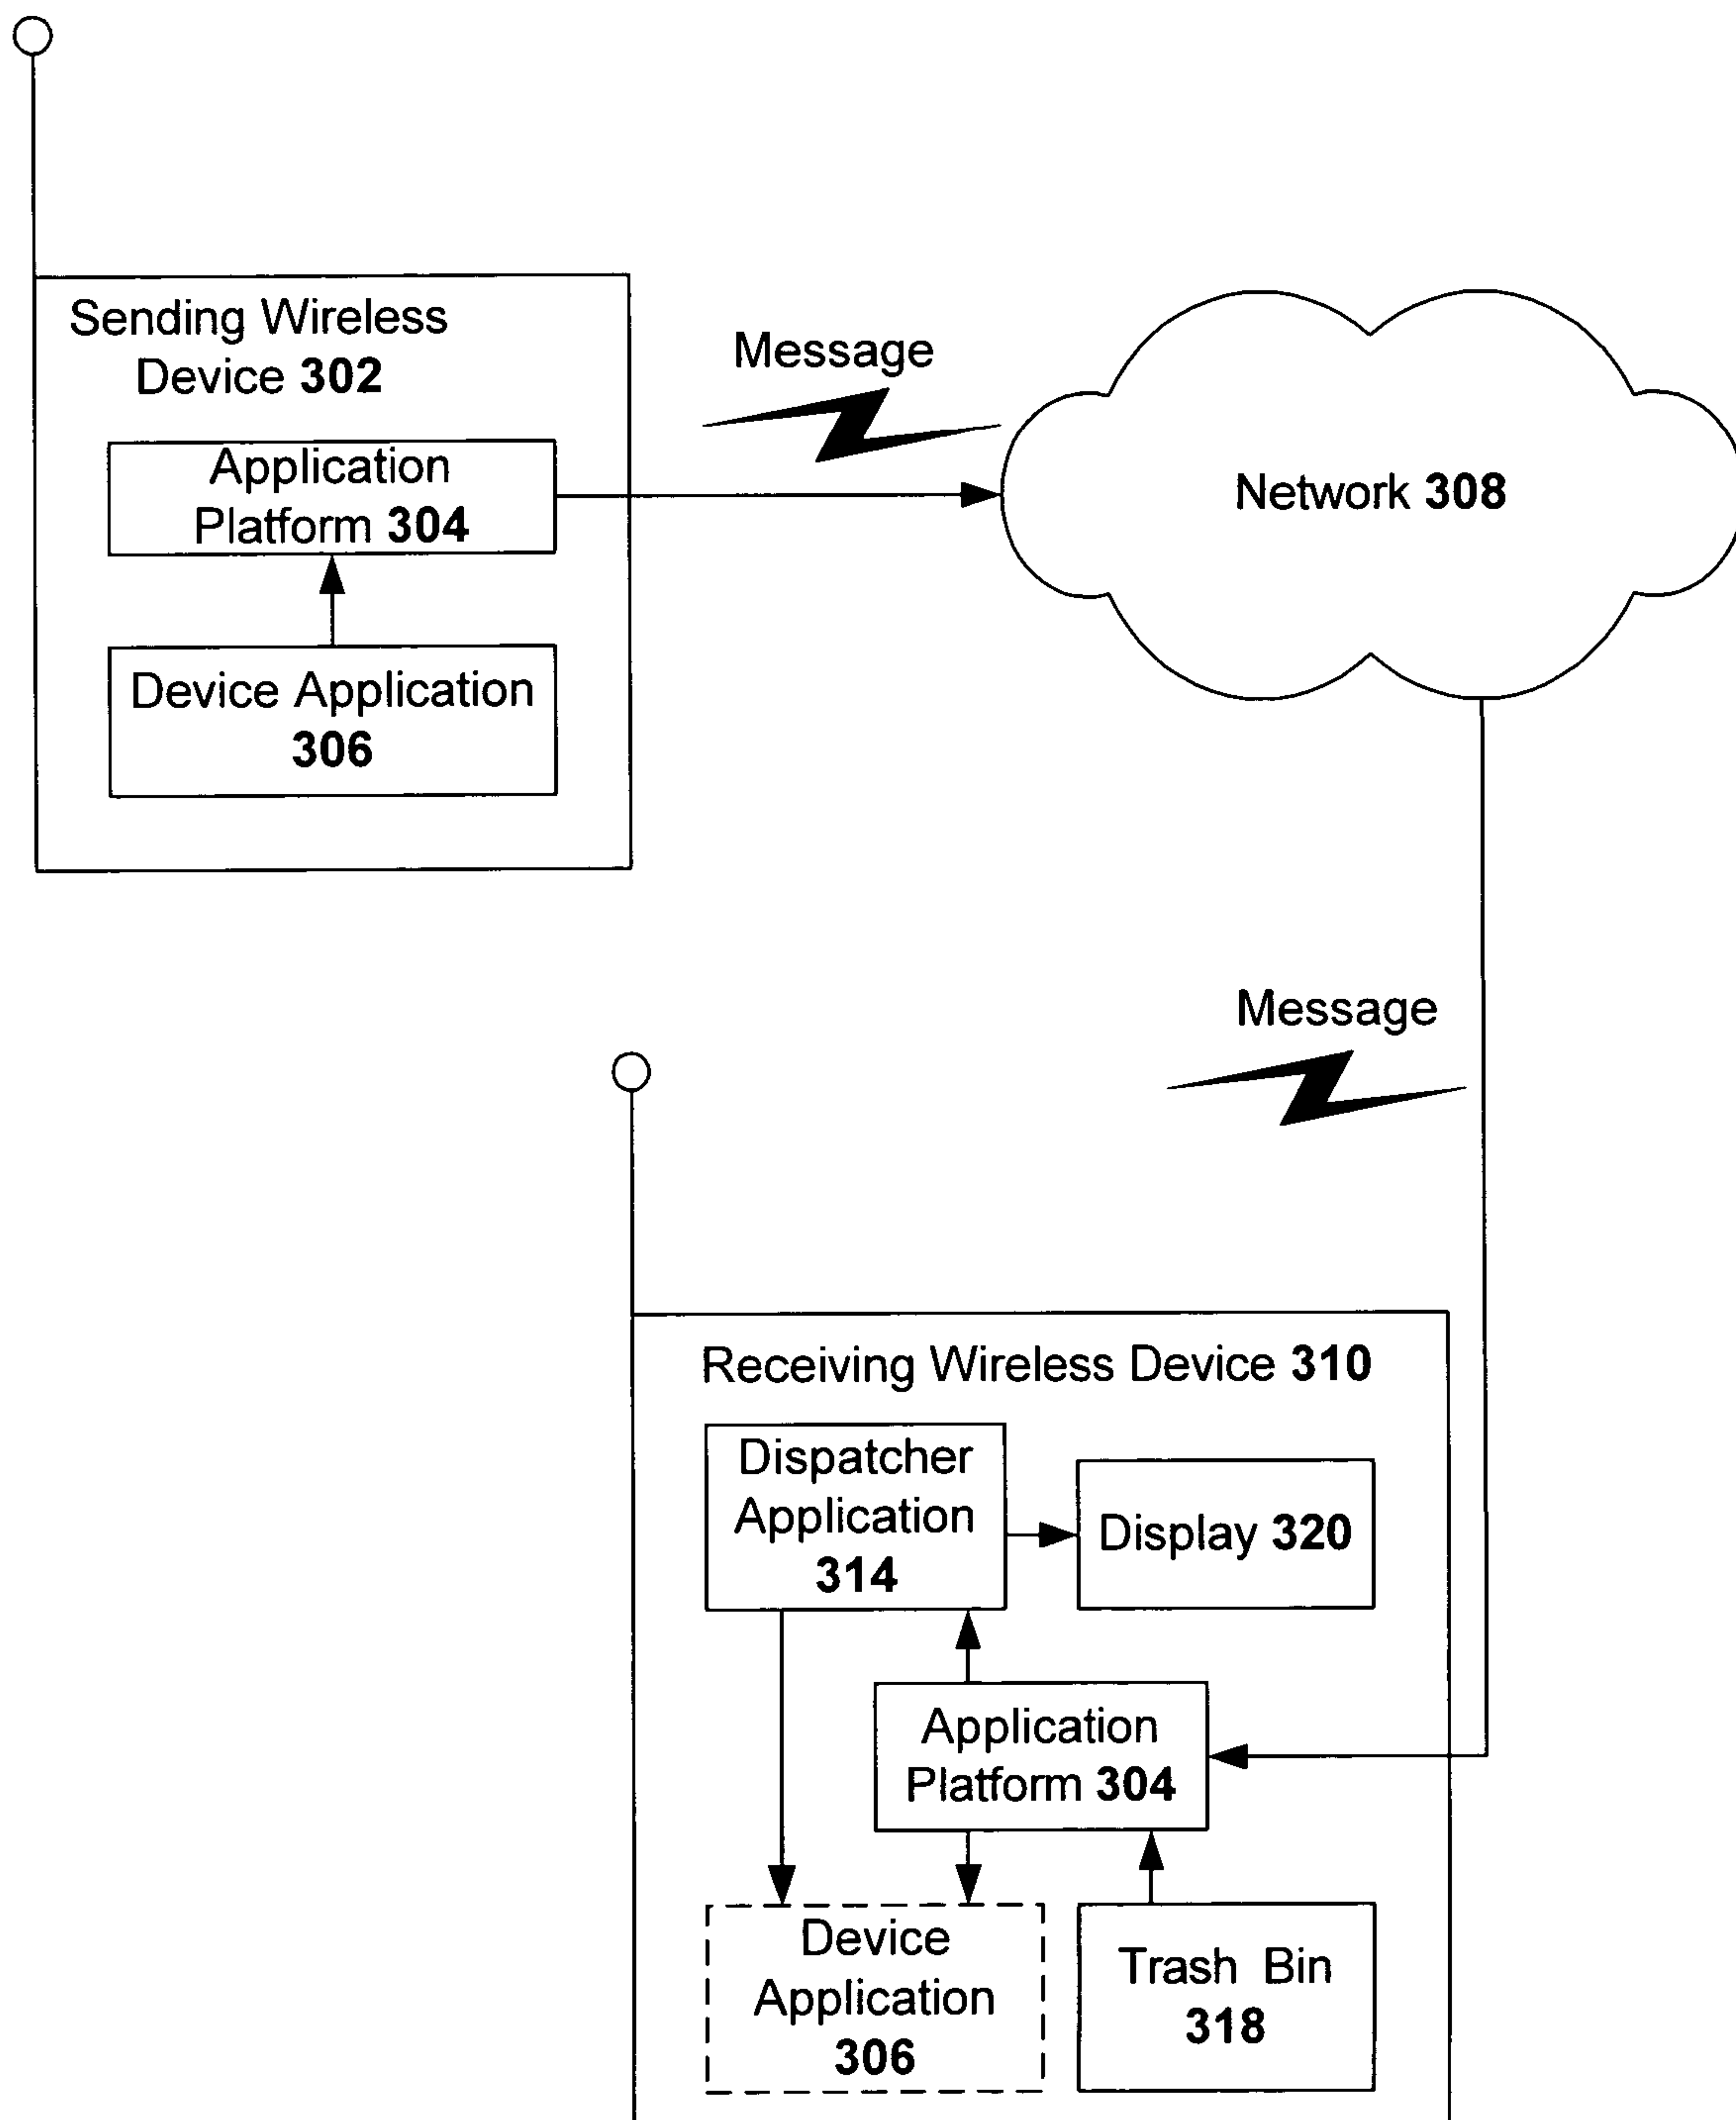 Sending Wireless
Device 302
Application
Platform 304
Device Application
306
Message
Network 308
Message
Receiving Wireless Device 310
Dispatcher
Application
314
Display 320
Application
Platform 304
Device
Application
306
Trash Bin
318